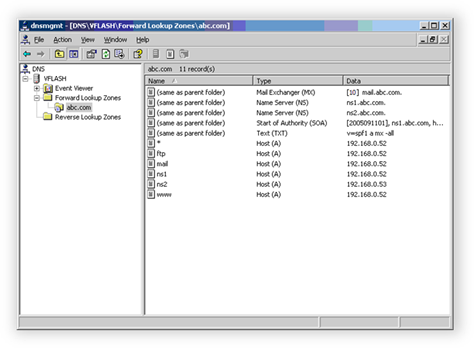 dnsmgmt - [DNS\VFLASH\Forward Lookup Zones\abc.com]
File Action View Window Help
DNS
VFLASH
Event Viewer
Forward Lookup Zones
abc.com
Reverse Lookup Zones
abc.com 11 record(s)
Name Type Data
(same as parent folder) Mail Exchanger (MX) [10] mail.abc.com.
(same as parent folder) Name Server (NS) ns1.abc.com.
(same as parent folder) Name Server (NS) ns2.abc.com.
(same as parent folder) Start of Authority (SOA) [2005091101], ns1.abc.com, h...
(same as parent folder) Text (TXT) v=spf1 a mx -all
* Host (A) 192.168.0.52
ftp Host (A) 192.168.0.52
mail Host (A) 192.168.0.52
ns1 Host (A) 192.168.0.52
ns2 Host (A) 192.168.0.53
www Host (A) 192.168.0.52